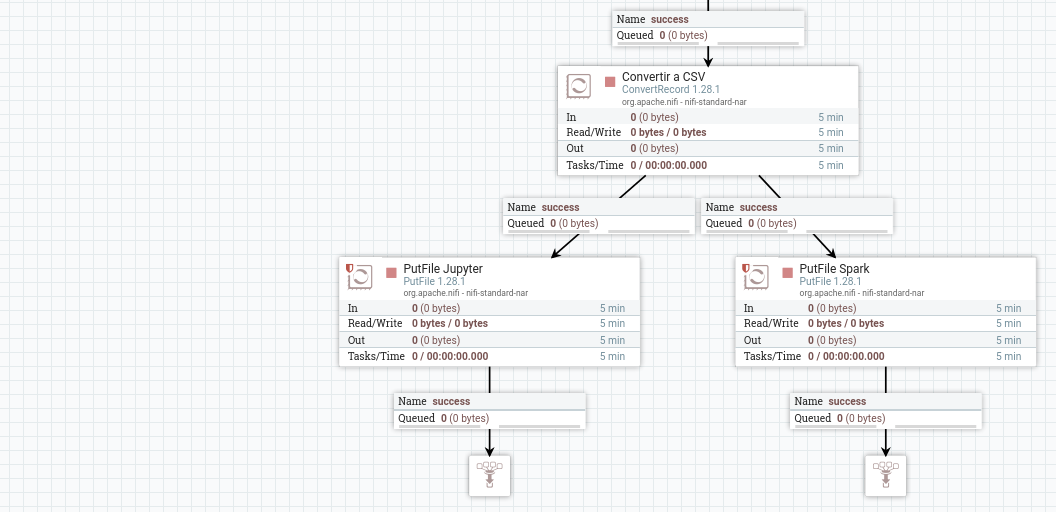 Name success
Queued 0 (0 bytes)
Convertir a CSV
ConvertRecord 1.28.1
org.apache.nifi - nifi-standard-nar
In 0 (0 bytes) 5 min
Read/Write 0 bytes / 0 bytes 5 min
Out 0 (0 bytes) 5 min
Tasks/Time 0 / 00:00:00.000 5 min
Name success
Queued 0 (0 bytes)
Name success
Queued 0 (0 bytes)
PutFile Jupyter
PutFile 1.28.1
org.apache.nifi - nifi-standard-nar
In 0 (0 bytes) 5 min
Read/Write 0 bytes / 0 bytes 5 min
Out 0 (0 bytes) 5 min
Tasks/Time 0 / 00:00:00.000 5 min
PutFile Spark
PutFile 1.28.1
org.apache.nifi - nifi-standard-nar
In 0 (0 bytes) 5 min
Read/Write 0 bytes / 0 bytes 5 min
Out 0 (0 bytes) 5 min
Tasks/Time 0 / 00:00:00.000 5 min
Name success
Queued 0 (0 bytes)
Name success
Queued 0 (0 bytes)